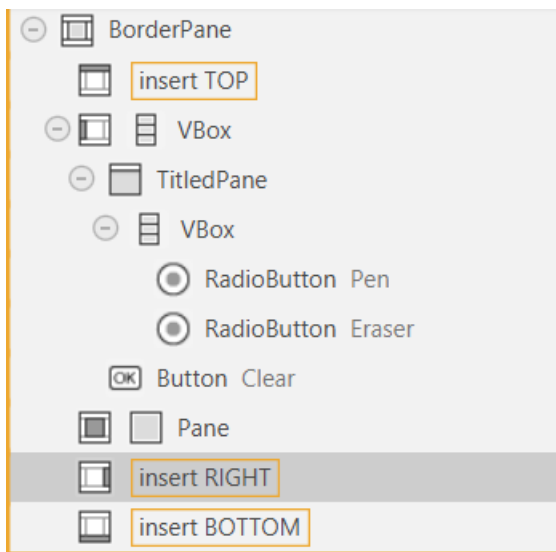 BorderPane
insert TOP
VBox
TitledPane
VBox
RadioButton Pen
RadioButton Eraser
OK Button Clear
Pane
insert RIGHT
insert BOTTOM